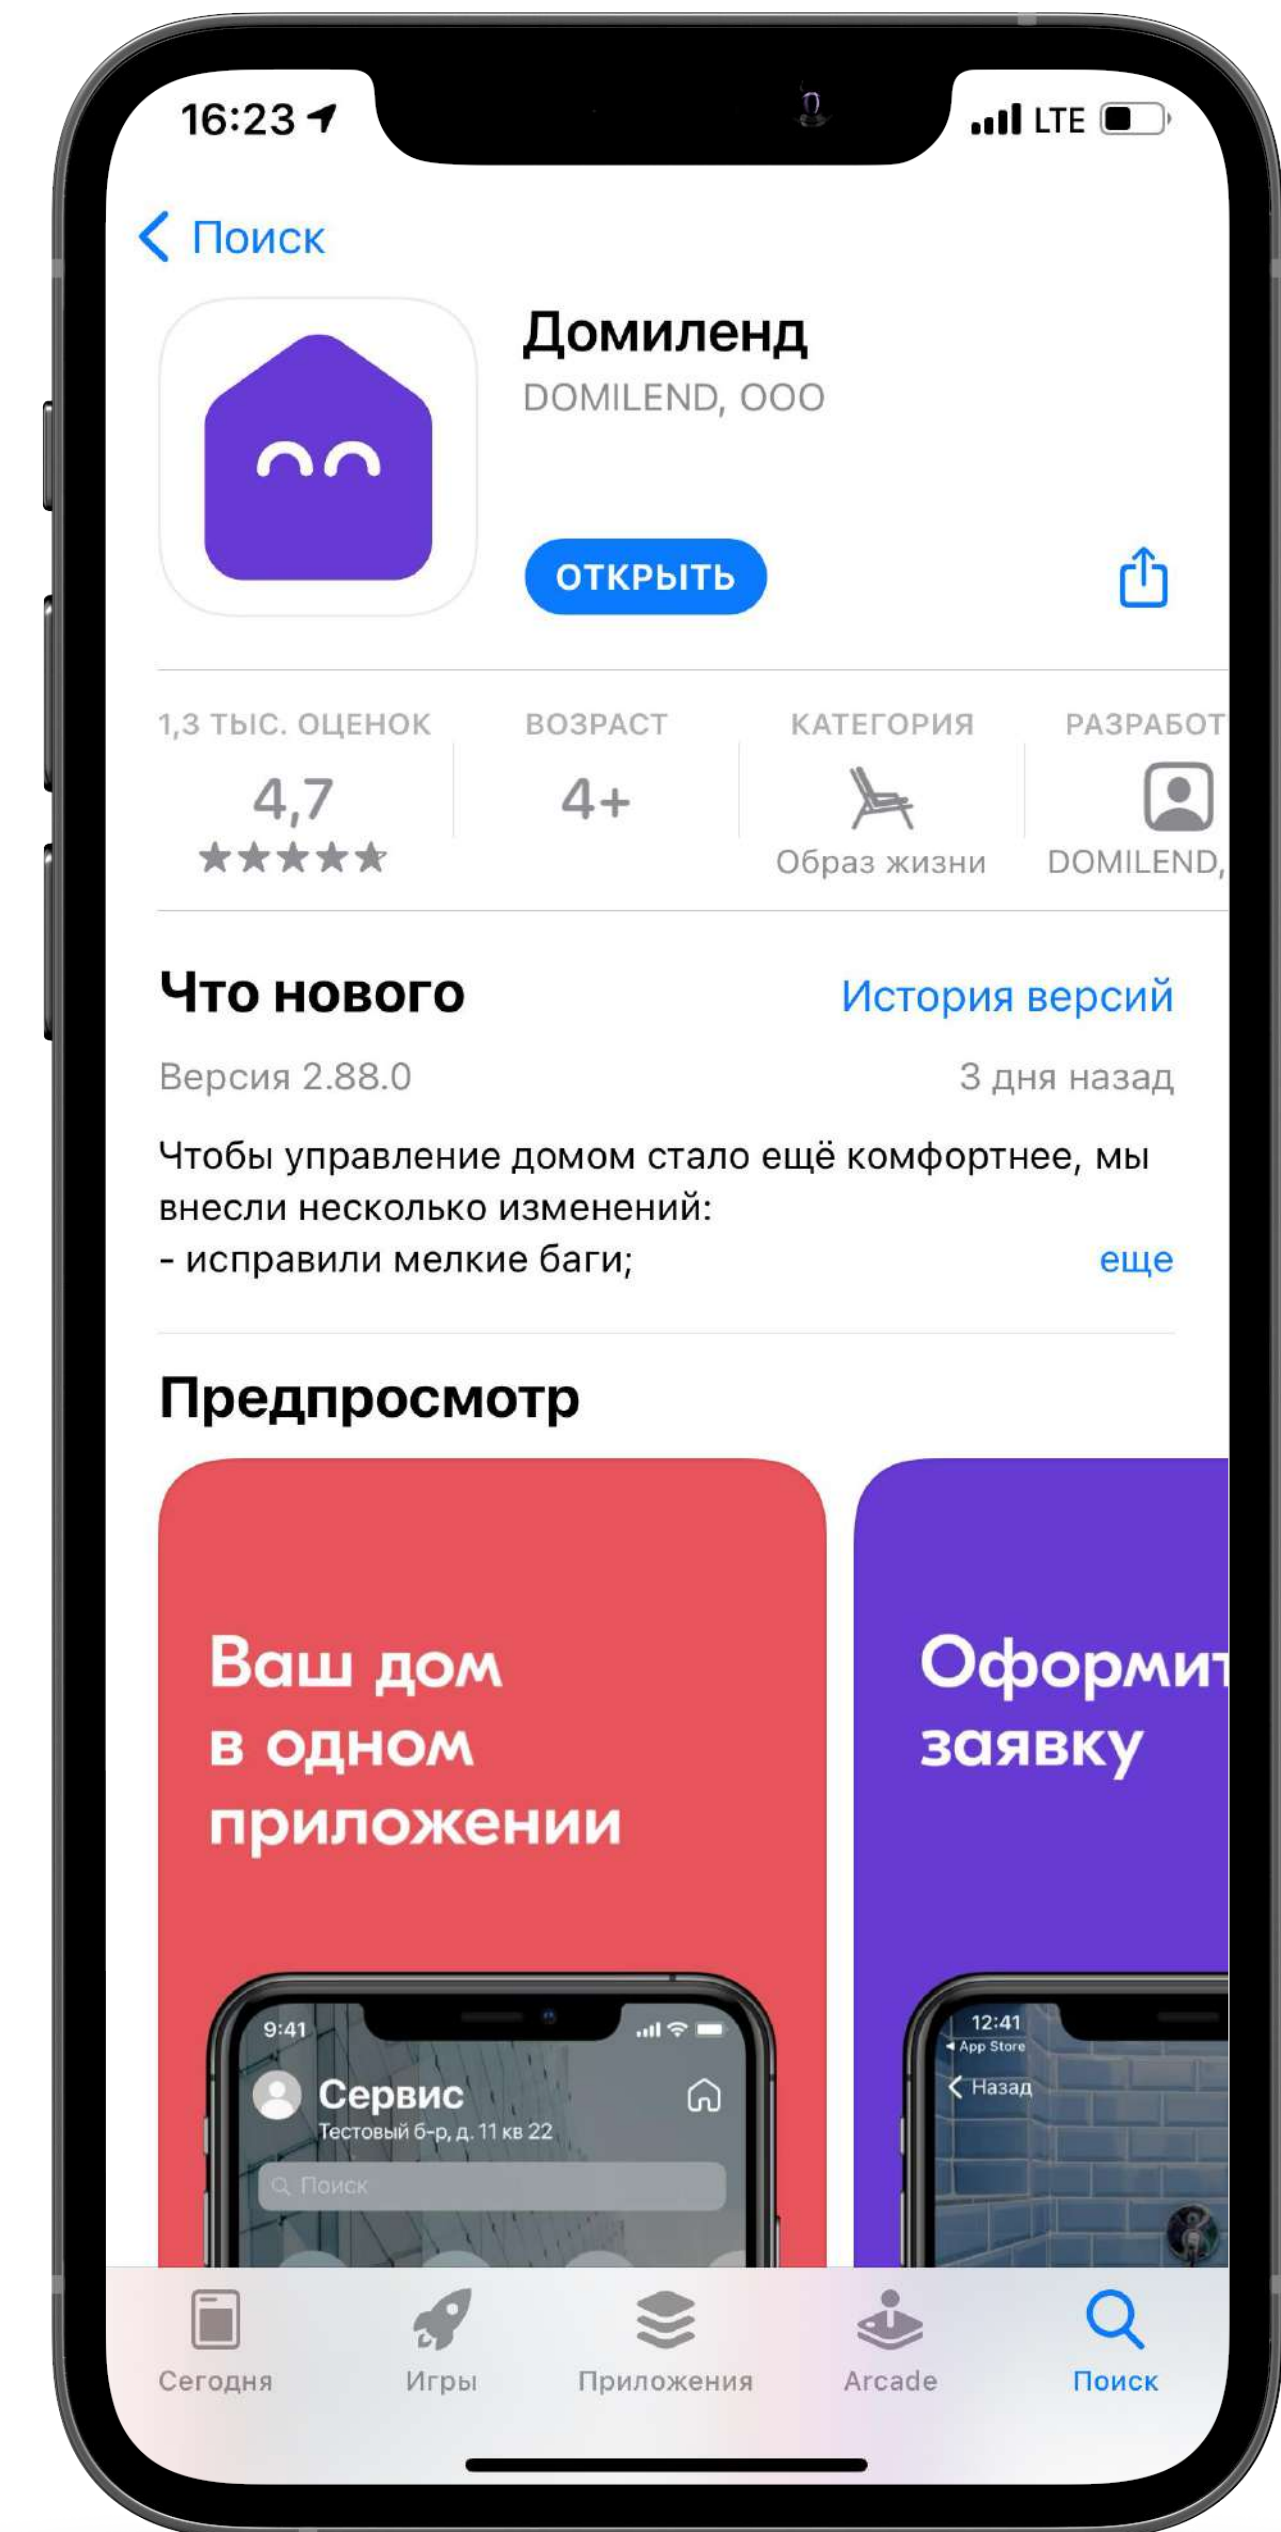 16:23
LTE
Поиск
Домиленд
DOMILEND, OOO
ОТКРЫТЬ
1,3 ТЫС. ОЦЕНОК
ВОЗРАСТ
КАТЕГОРИЯ
РАЗРАБОТ
4,7
4+
Образ жизни
DOMILEND,
Что нового
История версий
Версия 2.88.0
3 дня назад
Чтобы управление домом стало ещё комфортнее, мы
внесли несколько изменений:
- исправили мелкие баги;
еще
Предпросмотр
Ваш дом
в одном
приложении
Оформит
заявку
9:41
Сервис
Тестовый б-р, д. 11 кв 22
Поиск
12:41
App Store
Назад
Сегодня
Игры
Приложения
Arcade
Поиск